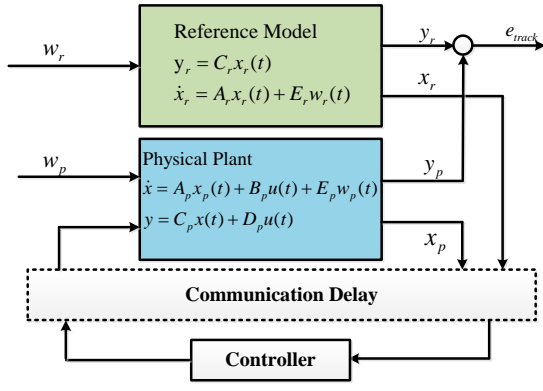 Reference Model
y_r = C_r x_r(t)
ẋ_r = A_r x_r(t) + E_r w_r(t)
w_r
y_r
e_track
x_r
w_p
Physical Plant
ẋ = A_p x_p(t) + B_p u(t) + E_p w_p(t)
y = C_p x(t) + D_p u(t)
y_p
x_p
Communication Delay
Controller